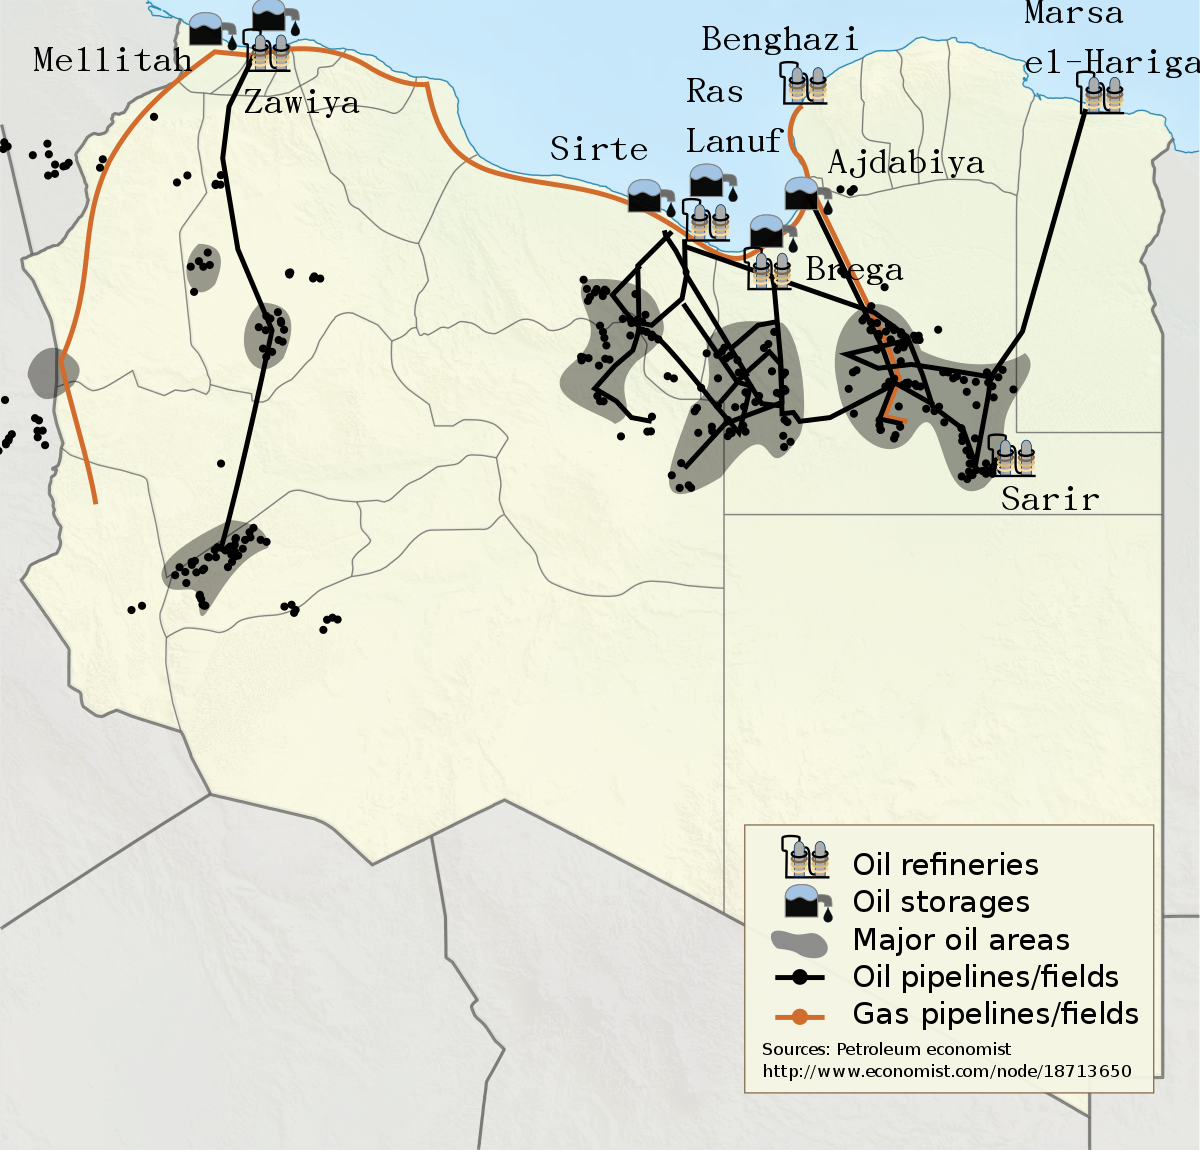 Marsa
el-Hariga
Benghazi
Mellitah
Ras
Lanuf
Zawiya
Sirte
Ajdabiya
Brega
Sarir
Oil refineries
Oil storages
Major oil areas
Oil pipelines/fields
Gas pipelines/fields
Sources: Petroleum economist
http://www.economist.com/node/18713650